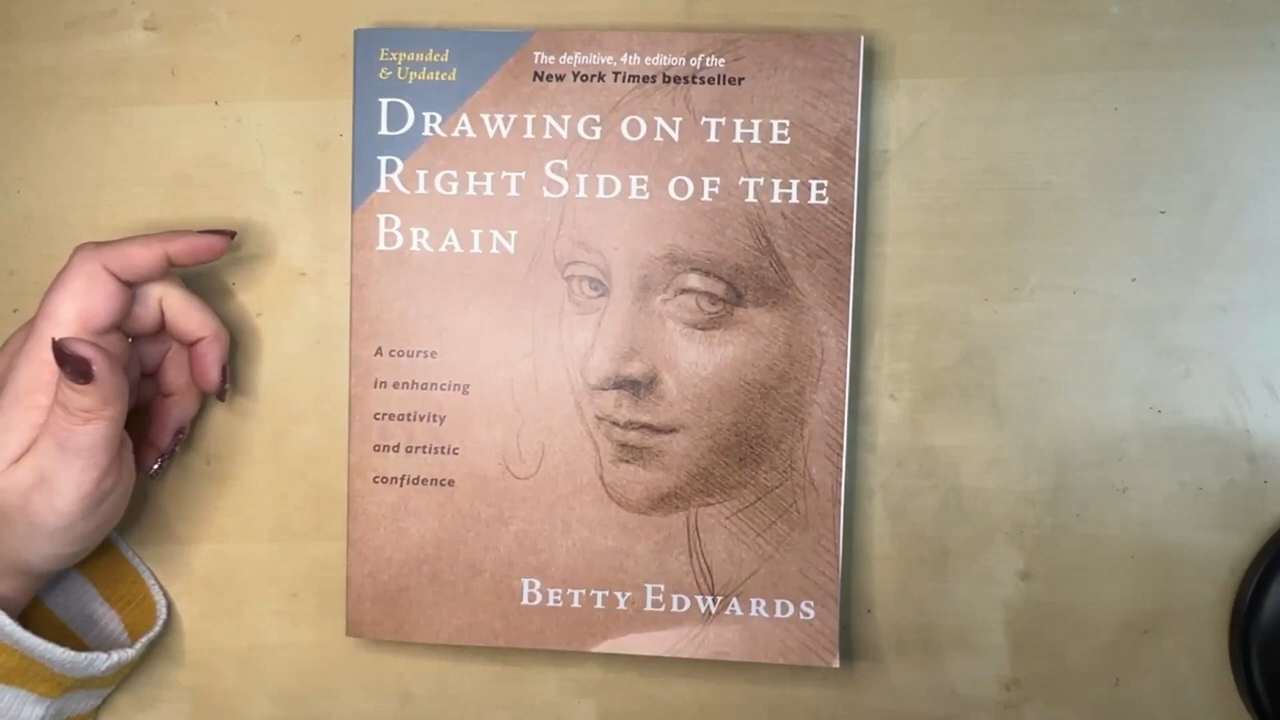 Expanded
& Updated
The definitive, 4th edition of the
New York Times bestseller
DRAWING ON THE
RIGHT SIDE OF THE
BRAIN
A course
in enhancing
creativity
and artistic
confidence
BETTY EDWARDS